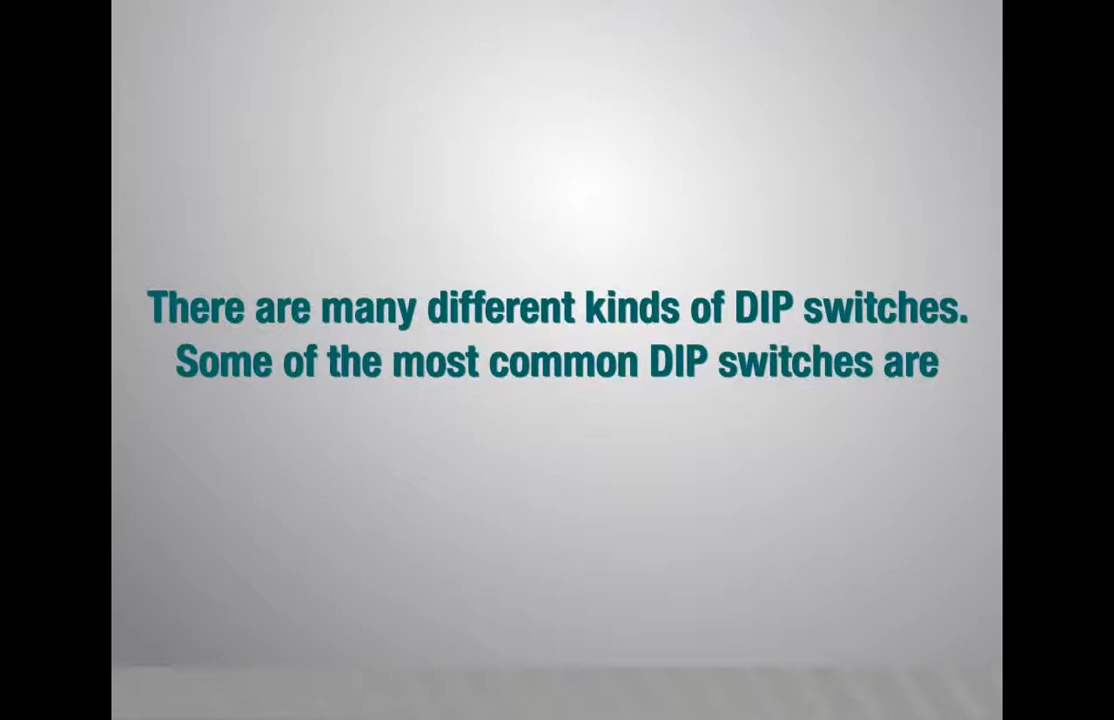 There are many different kinds of DIP switches.
Some of the most common DIP switches are